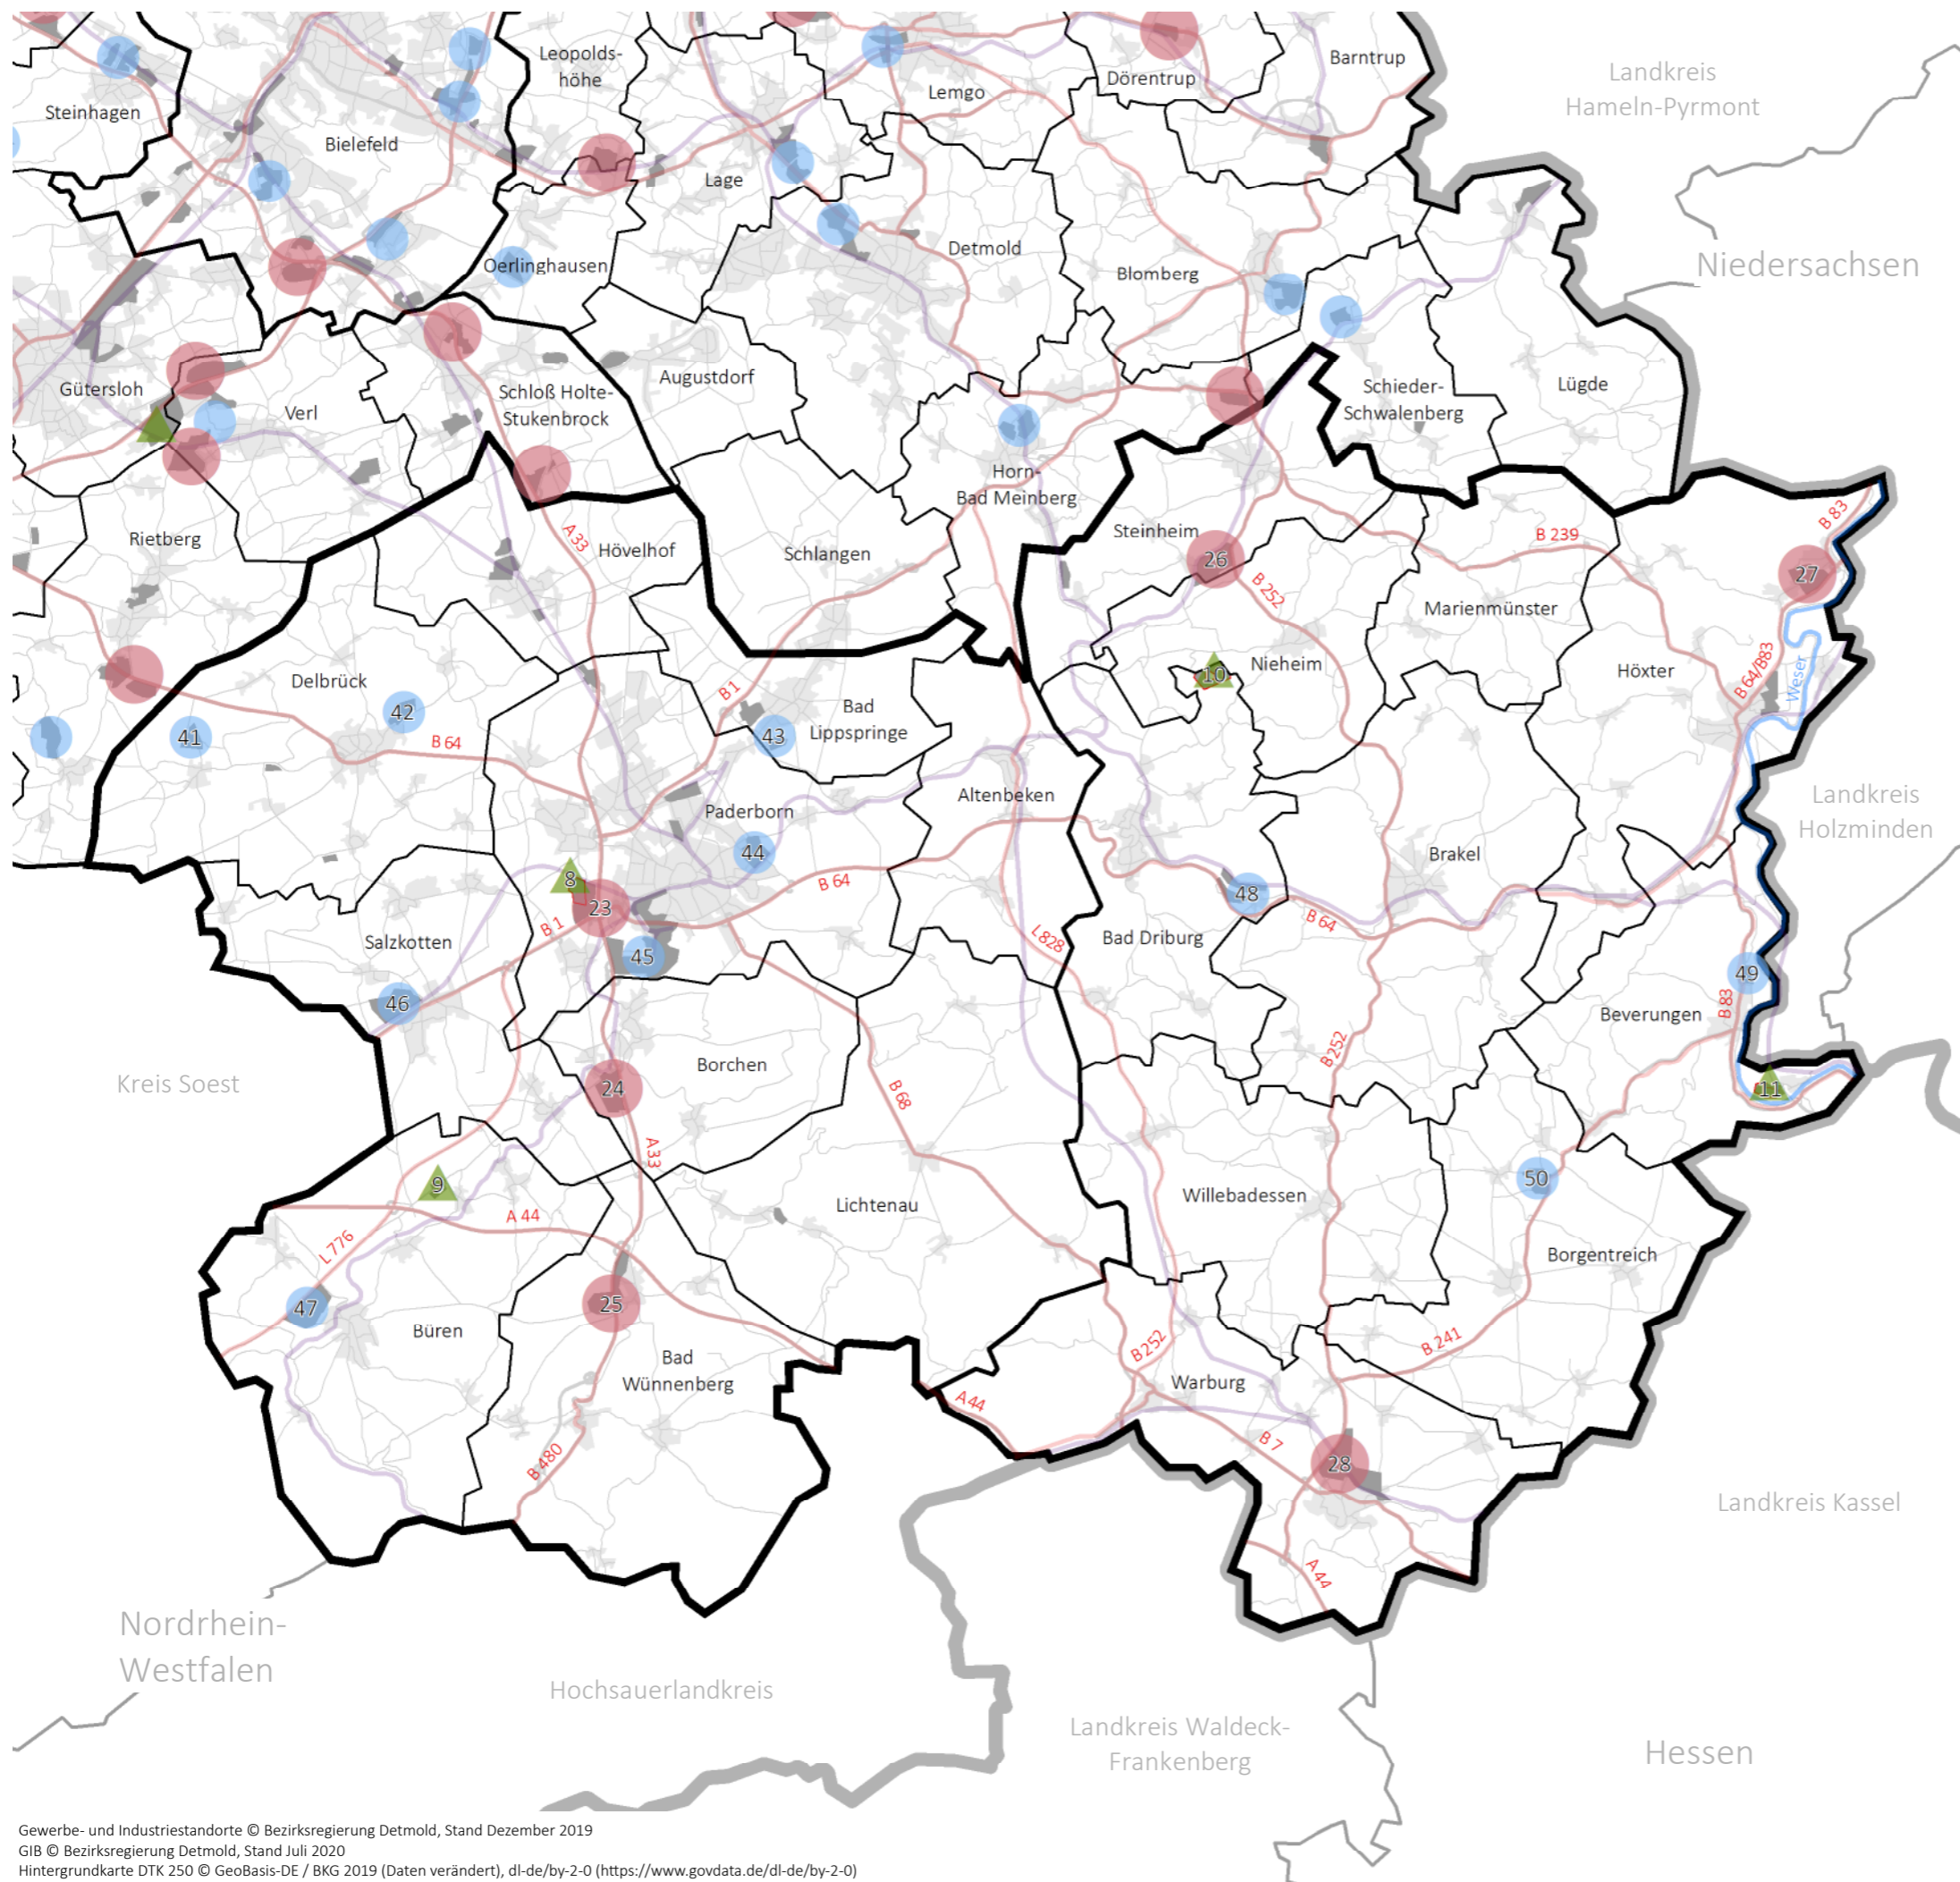 Leopolds-
höhe
Barntrup
Landkreis
Hameln-Pyrmont
Dörentrup
Lemgo
Steinhagen
Bielefeld
Lage
Detmold
Oerlinghausen
Blomberg
Niedersachsen
Gütersloh
Verl
Schloß Holte-
Stukenbrock
Augustdorf
Schieder-
Schwalenberg
Lügde
Horn-
Bad Meinberg
Rietberg
A 33
Hövelhof
Schlangen
Steinheim
26
B 252
B 239
B 83
27
Marienmünster
Nieheim
10
Höxter
B 64/B83
Weser
Delbrück
42
41
B 64
B1
Bad
Lippspringe
43
Altenbeken
Paderborn
44
Landkreis
Holzminden
Brakel
8
23
B 64
48
B 64
B 1
Salzkotten
45
L828
Bad Driburg
46
49
B 83
Beverungen
Borchen
B252
Kreis Soest
24
B 68
11
A33
9
50
Willebadessen
Lichtenau
A 44
L 776
Borgentreich
47
25
Büren
Bad
Wünnenberg
B252
B 241
Warburg
A44
B 7
B 480
28
Landkreis Kassel
A 44
Nordrhein-
Westfalen
Hochsauerlandkreis
Landkreis Waldeck-
Frankenberg
Hessen
Gewerbe- und Industriestandorte © Bezirksregierung Detmold, Stand Dezember 2019
GIB © Bezirksregierung Detmold, Stand Juli 2020
Hintergrundkarte DTK 250 © GeoBasis-DE / BKG 2019 (Daten verändert), dl-de/by-2-0 (https://www.govdata.de/dl-de/by-2-0)